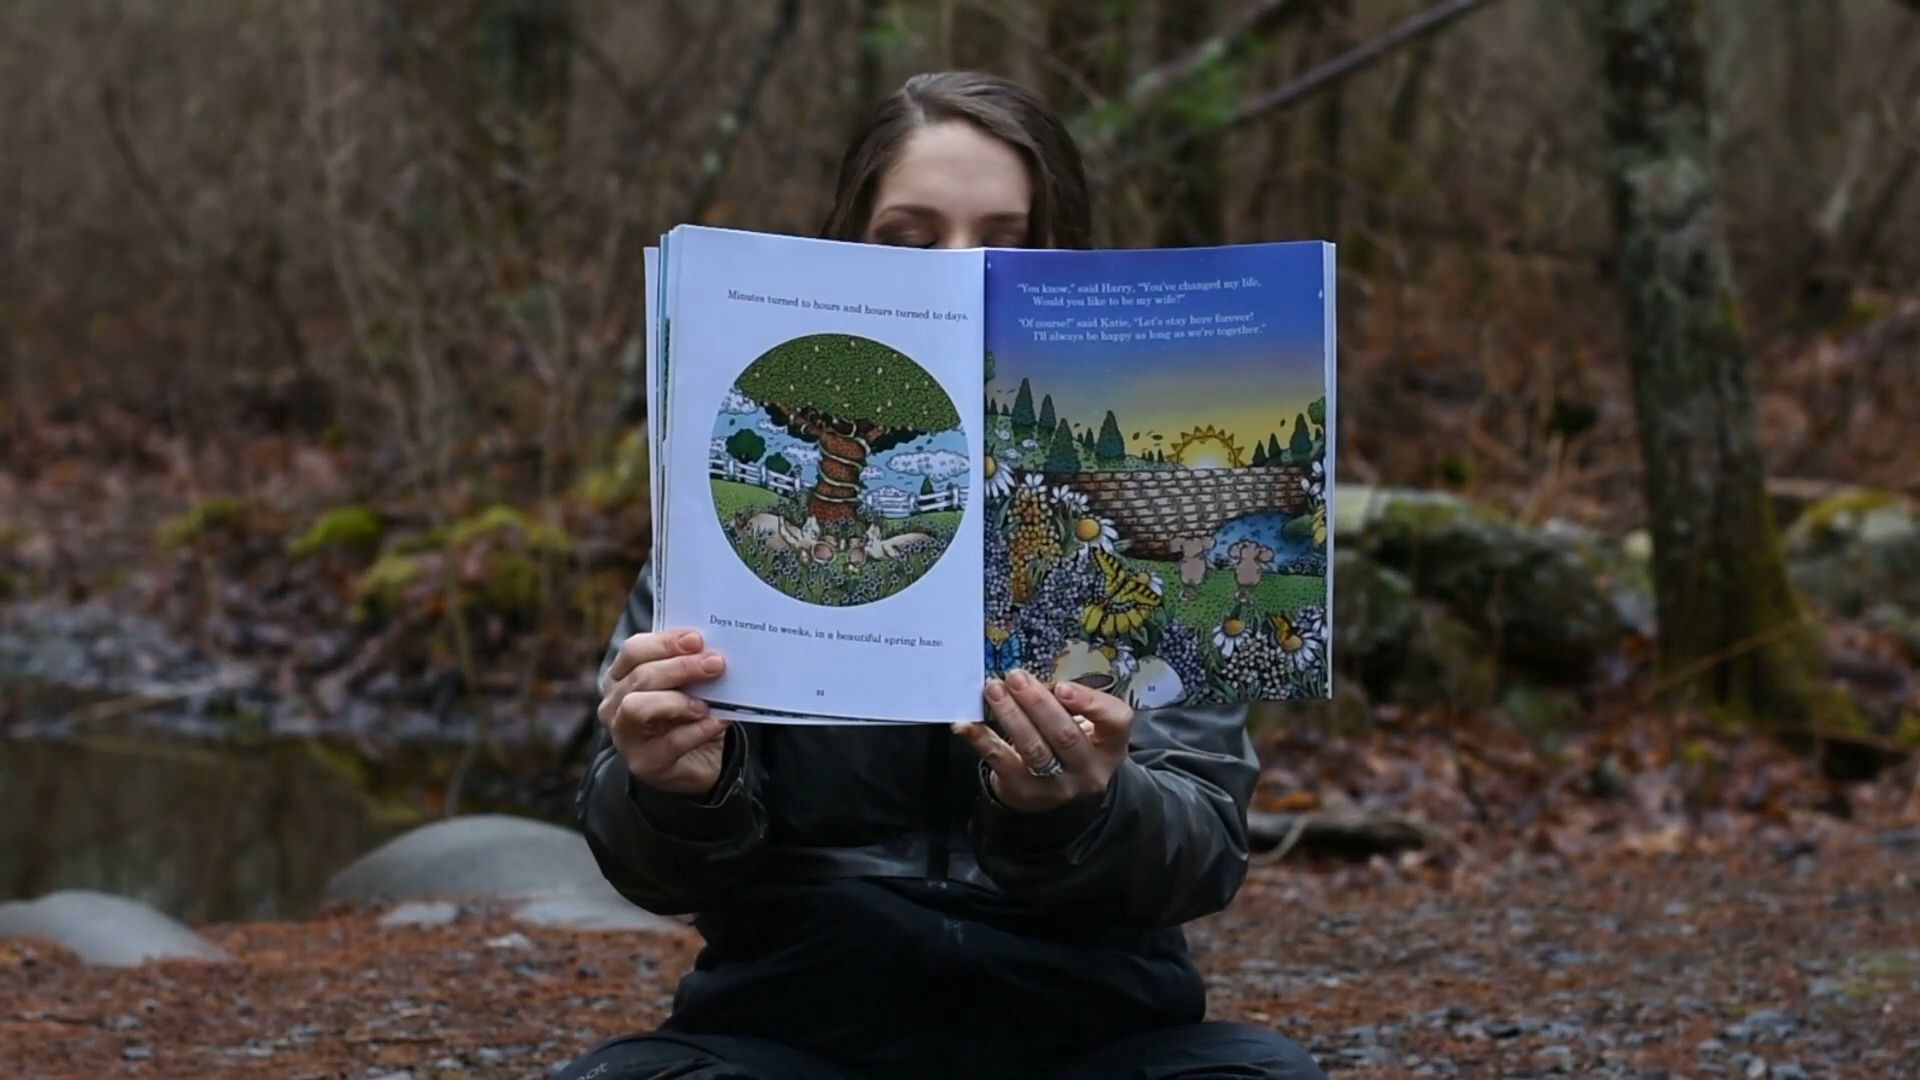 Minutes turned to hours and hours turned to days.
Days turned to weeks, in a beautiful spring haze.
"You know," said Harry, "You've changed my life,
Would you like to be my wife?"
"Of course!" said Katie, "Let's stay here forever!
I'll always be happy as long as we're together."